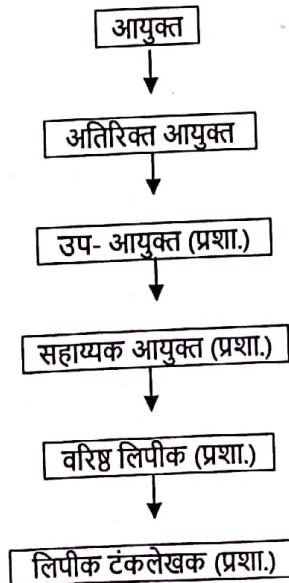 आयुक्त
अतिरिक्त आयुक्त
उप- आयुक्त (प्रशा.)
सहाय्यक आयुक्त (प्रशा.)
वरिष्ठ लिपीक (प्रशा.)
लिपीक टंकलेखक (प्रशा.)